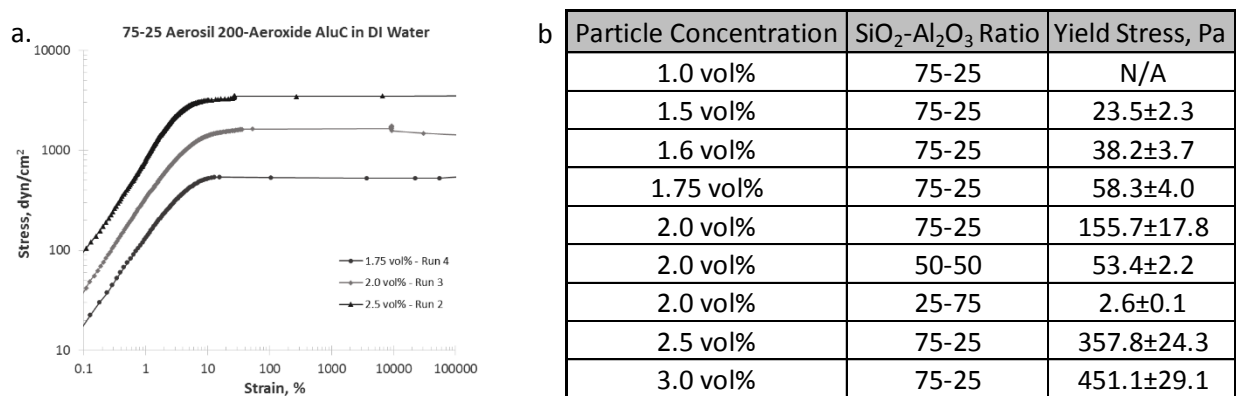 a.
75-25 Aerosil 200-Aeroxide AluC in DI Water
Stress, dyn/cm²
10000
1000
100
10
0.1 1 10 100 1000 10000 100000
Strain, %
1.75 vol% - Run 4
2.0 vol% - Run 3
2.5 vol% - Run 2
b
Particle Concentration SiO₂-Al₂O₃ Ratio Yield Stress, Pa
1.0 vol% 75-25 N/A
1.5 vol% 75-25 23.5±2.3
1.6 vol% 75-25 38.2±3.7
1.75 vol% 75-25 58.3±4.0
2.0 vol% 75-25 155.7±17.8
2.0 vol% 50-50 53.4±2.2
2.0 vol% 25-75 2.6±0.1
2.5 vol% 75-25 357.8±24.3
3.0 vol% 75-25 451.1±29.1